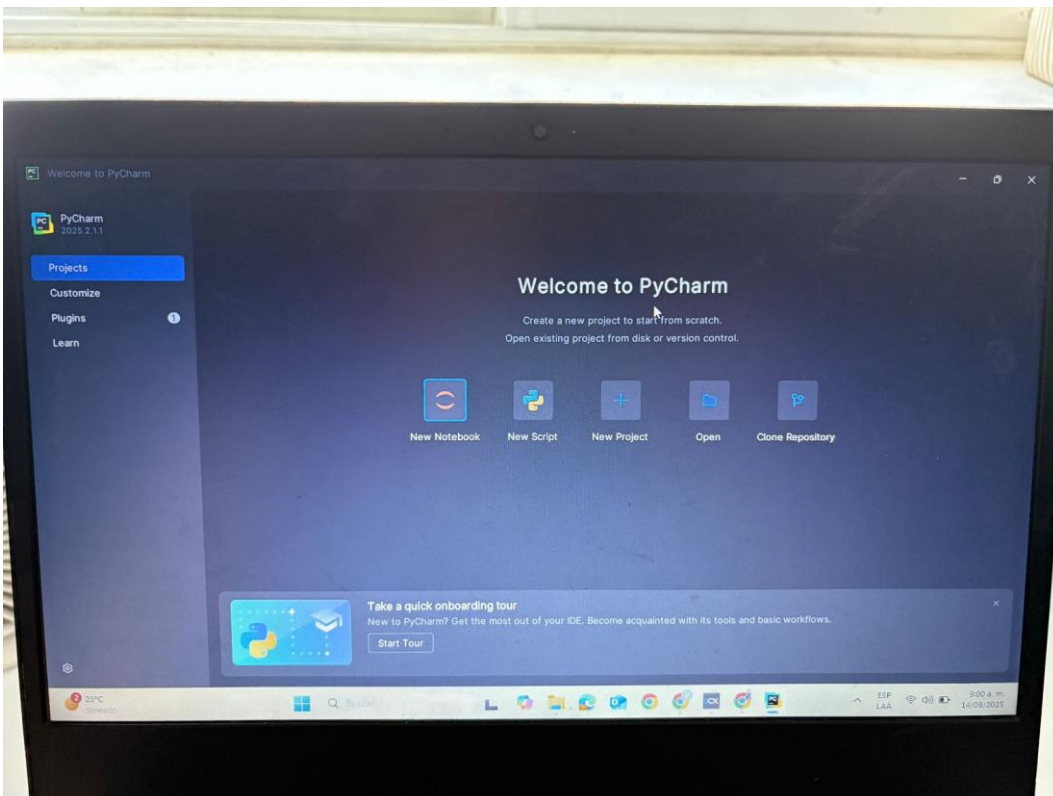 Welcome to PyCharm
PyCharm
2025.2.1.1
Projects
Customize
Plugins
1
Learn
Welcome to PyCharm
Create a new project to start from scratch.
Open existing project from disk or version control.
New Notebook
New Script
New Project
Open
Clone Repository
Take a quick onboarding tour
New to PyCharm? Get the most out of your IDE. Become acquainted with its tools and basic workflows.
Start Tour
2
23°C
Soleado
Buscar
ESP
LAA
9:00 a. m.
14/09/2025